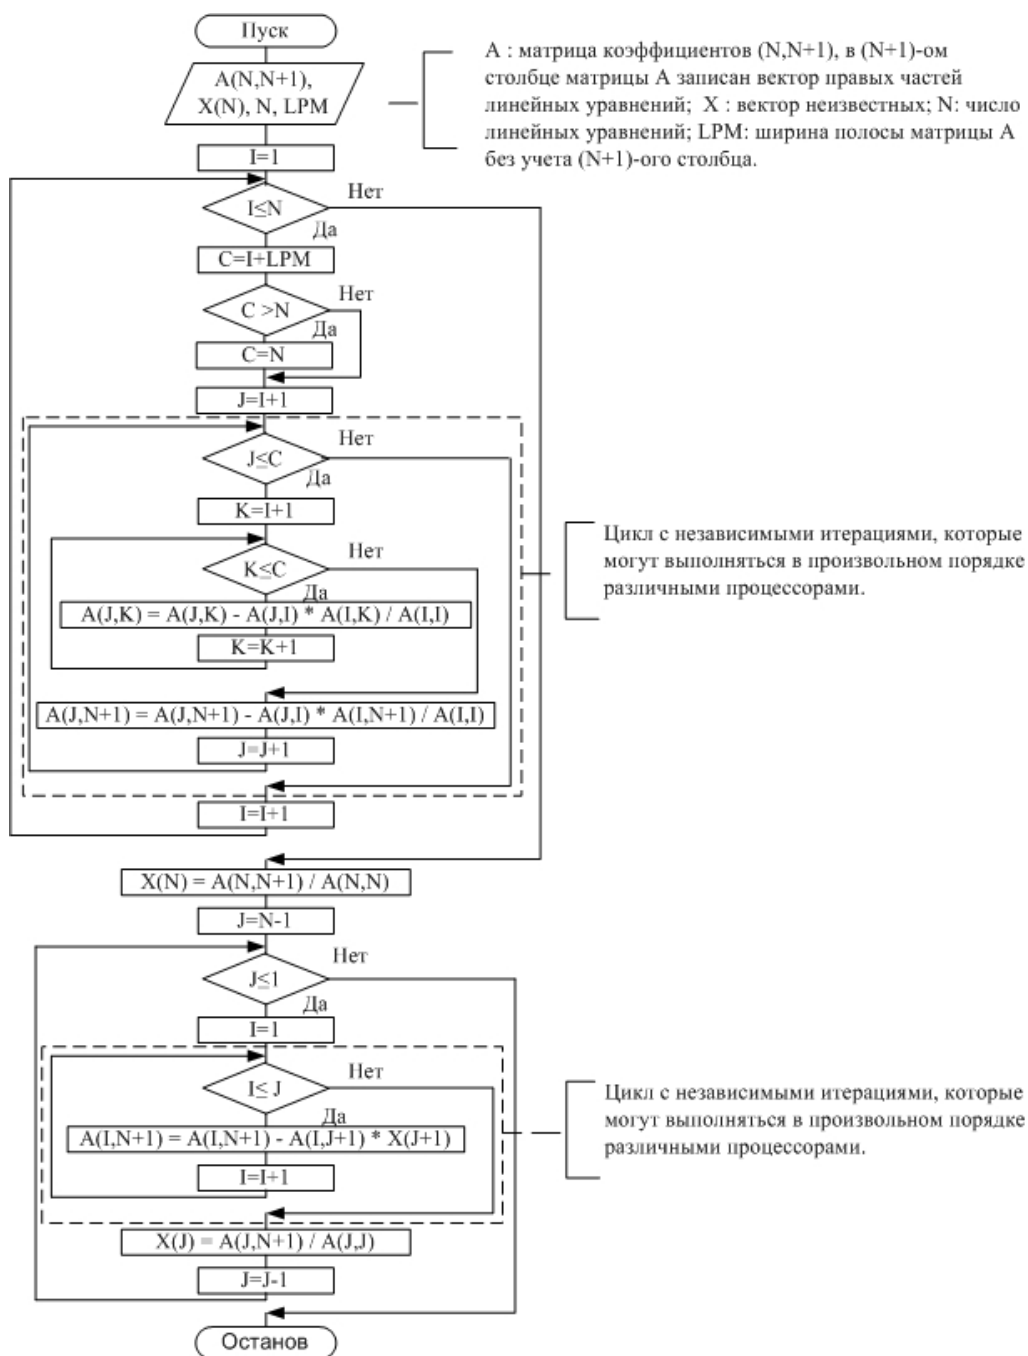 Пуск
A(N,N+1),
X(N), N, LPM
A : матрица коэффициентов (N,N+1), в (N+1)-ом
столбце матрицы A записан вектор правых частей
линейных уравнений; X : вектор неизвестных; N: число
линейных уравнений; LPM: ширина полосы матрицы A
без учета (N+1)-ого столбца.
I=1
I≤N
Нет
Да
C=I+LPM
C >N
Нет
Да
C=N
J=I+1
J≤C
Нет
Да
K=I+1
K≤C
Нет
Да
A(J,K) = A(J,K) - A(J,I) * A(I,K) / A(I,I)
K=K+1
A(J,N+1) = A(J,N+1) - A(J,I) * A(I,N+1) / A(I,I)
J=J+1
I=I+1
Цикл с независимыми итерациями, которые
могут выполняться в произвольном порядке
различными процессорами.
X(N) = A(N,N+1) / A(N,N)
J=N-1
J≤1
Нет
Да
I=1
I≤ J
Нет
Да
A(I,N+1) = A(I,N+1) - A(I,J+1) * X(J+1)
I=I+1
Цикл с независимыми итерациями, которые
могут выполняться в произвольном порядке
различными процессорами.
X(J) = A(J,N+1) / A(J,J)
J=J-1
Останов